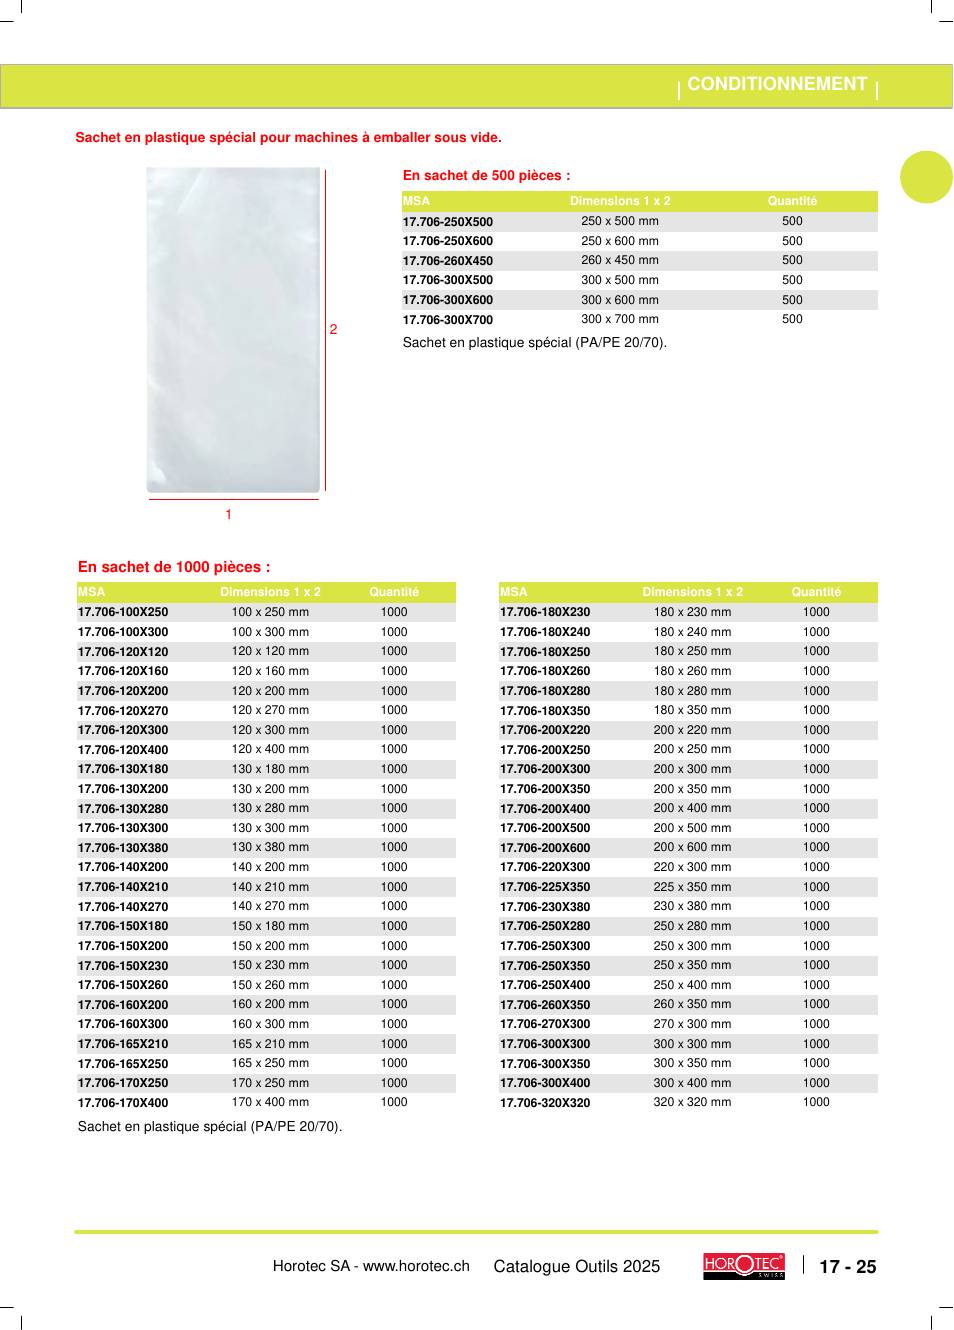 CONDITIONNEMENT
Sachet en plastique spécial pour machines à emballer sous vide.
2
1
En sachet de 500 pièces :
MSA Dimensions 1 x 2 Quantité
17.706-250X500 250 x 500 mm 500
17.706-250X600 250 x 600 mm 500
17.706-260X450 260 x 450 mm 500
17.706-300X500 300 x 500 mm 500
17.706-300X600 300 x 600 mm 500
17.706-300X700 300 x 700 mm 500
Sachet en plastique spécial (PA/PE 20/70).
En sachet de 1000 pièces :
MSA Dimensions 1 x 2 Quantité
17.706-100X250 100 x 250 mm 1000
17.706-100X300 100 x 300 mm 1000
17.706-120X120 120 x 120 mm 1000
17.706-120X160 120 x 160 mm 1000
17.706-120X200 120 x 200 mm 1000
17.706-120X270 120 x 270 mm 1000
17.706-120X300 120 x 300 mm 1000
17.706-120X400 120 x 400 mm 1000
17.706-130X180 130 x 180 mm 1000
17.706-130X200 130 x 200 mm 1000
17.706-130X280 130 x 280 mm 1000
17.706-130X300 130 x 300 mm 1000
17.706-130X380 130 x 380 mm 1000
17.706-140X200 140 x 200 mm 1000
17.706-140X210 140 x 210 mm 1000
17.706-140X270 140 x 270 mm 1000
17.706-150X180 150 x 180 mm 1000
17.706-150X200 150 x 200 mm 1000
17.706-150X230 150 x 230 mm 1000
17.706-150X260 150 x 260 mm 1000
17.706-160X200 160 x 200 mm 1000
17.706-160X300 160 x 300 mm 1000
17.706-165X210 165 x 210 mm 1000
17.706-165X250 165 x 250 mm 1000
17.706-170X250 170 x 250 mm 1000
17.706-170X400 170 x 400 mm 1000
Sachet en plastique spécial (PA/PE 20/70).
MSA Dimensions 1 x 2 Quantité
17.706-180X230 180 x 230 mm 1000
17.706-180X240 180 x 240 mm 1000
17.706-180X250 180 x 250 mm 1000
17.706-180X260 180 x 260 mm 1000
17.706-180X280 180 x 280 mm 1000
17.706-180X350 180 x 350 mm 1000
17.706-200X220 200 x 220 mm 1000
17.706-200X250 200 x 250 mm 1000
17.706-200X300 200 x 300 mm 1000
17.706-200X350 200 x 350 mm 1000
17.706-200X400 200 x 400 mm 1000
17.706-200X500 200 x 500 mm 1000
17.706-200X600 200 x 600 mm 1000
17.706-220X300 220 x 300 mm 1000
17.706-225X350 225 x 350 mm 1000
17.706-230X380 230 x 380 mm 1000
17.706-250X280 250 x 280 mm 1000
17.706-250X300 250 x 300 mm 1000
17.706-250X350 250 x 350 mm 1000
17.706-250X400 250 x 400 mm 1000
17.706-260X350 260 x 350 mm 1000
17.706-270X300 270 x 300 mm 1000
17.706-300X300 300 x 300 mm 1000
17.706-300X350 300 x 350 mm 1000
17.706-300X400 300 x 400 mm 1000
17.706-320X320 320 x 320 mm 1000
Horotec SA - www.horotec.ch Catalogue Outils 2025 HOROTEC® SWISS 17 - 25